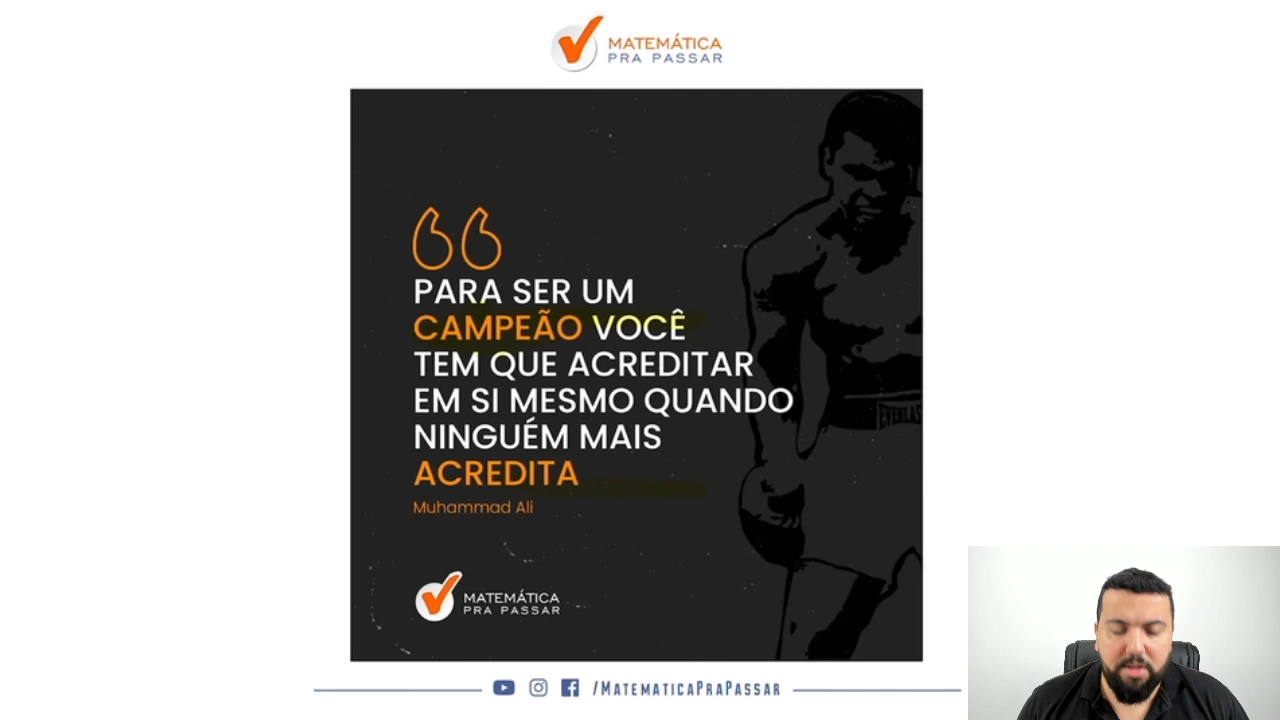 MATEMÁTICA
PRA PASSAR
PARA SER UM
CAMPEÃO VOCÊ
TEM QUE ACREDITAR
EM SI MESMO QUANDO
NINGUÉM MAIS
ACREDITA
Muhammad Ali
MATEMÁTICA
PRA PASSAR
/MATEMATICAPRAPASSAR